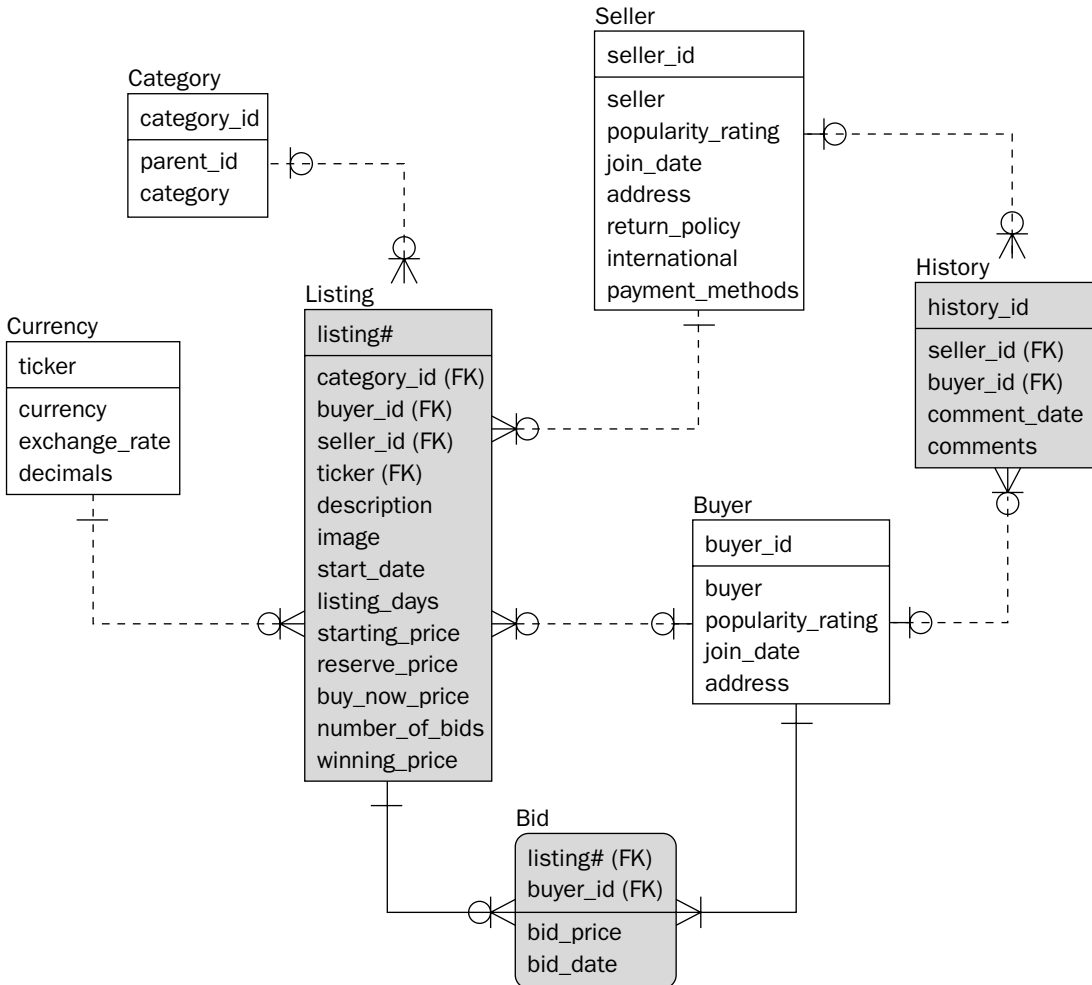 Seller
seller_id
seller
popularity_rating
join_date
address
return_policy
international
payment_methods
Category
category_id
parent_id
category
History
history_id
seller_id (FK)
buyer_id (FK)
comment_date
comments
Listing
listing#
category_id (FK)
buyer_id (FK)
seller_id (FK)
ticker (FK)
description
image
start_date
listing_days
starting_price
reserve_price
buy_now_price
number_of_bids
winning_price
Currency
ticker
currency
exchange_rate
decimals
Buyer
buyer_id
buyer
popularity_rating
join_date
address
Bid
listing# (FK)
buyer_id (FK)
bid_price
bid_date